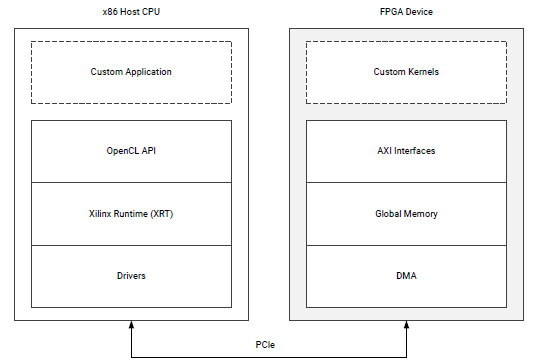 x86 Host CPU
FPGA Device
Custom Application
Custom Kernels
OpenCL API
AXI Interfaces
Xilinx Runtime (XRT)
Global Memory
Drivers
DMA
PCIe